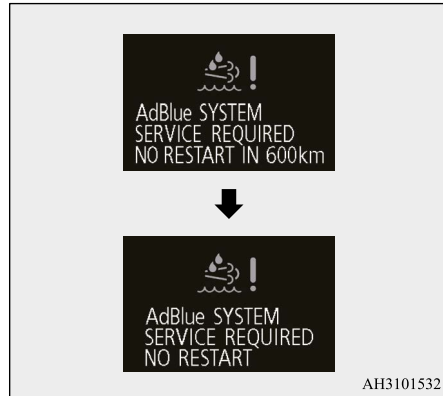 AdBlue SYSTEM
SERVICE REQUIRED
NO RESTART IN 600km
AdBlue SYSTEM
SERVICE REQUIRED
NO RESTART
AH3101532